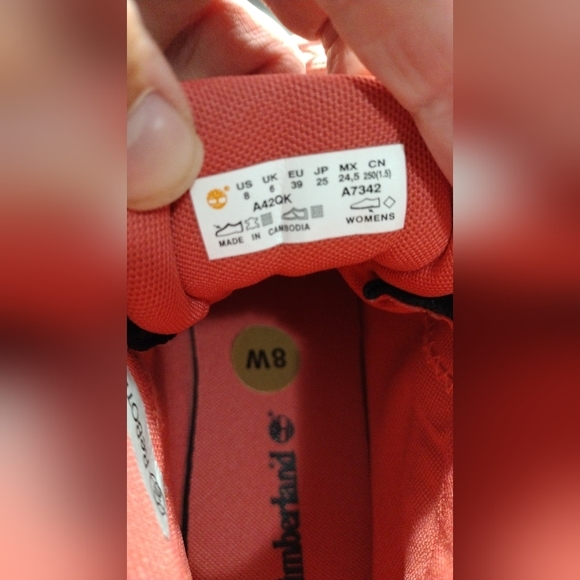 US UK EU JP MX CN
8 6 39 25 24,5 250(1.5)
A42QK A7342
WOMENS
MADE IN CAMBODIA
8W
Timberland